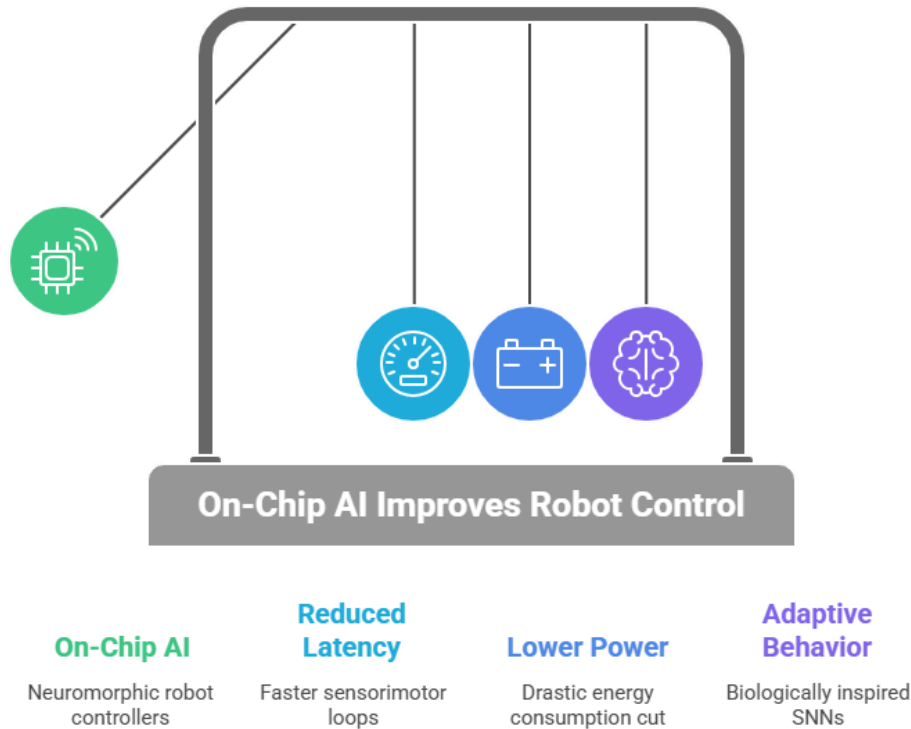 On-Chip AI Improves Robot Control
On-Chip AI
Neuromorphic robot
controllers
Reduced
Latency
Faster sensorimotor
loops
Lower Power
Drastic energy
consumption cut
Adaptive
Behavior
Biologically inspired
SNNs